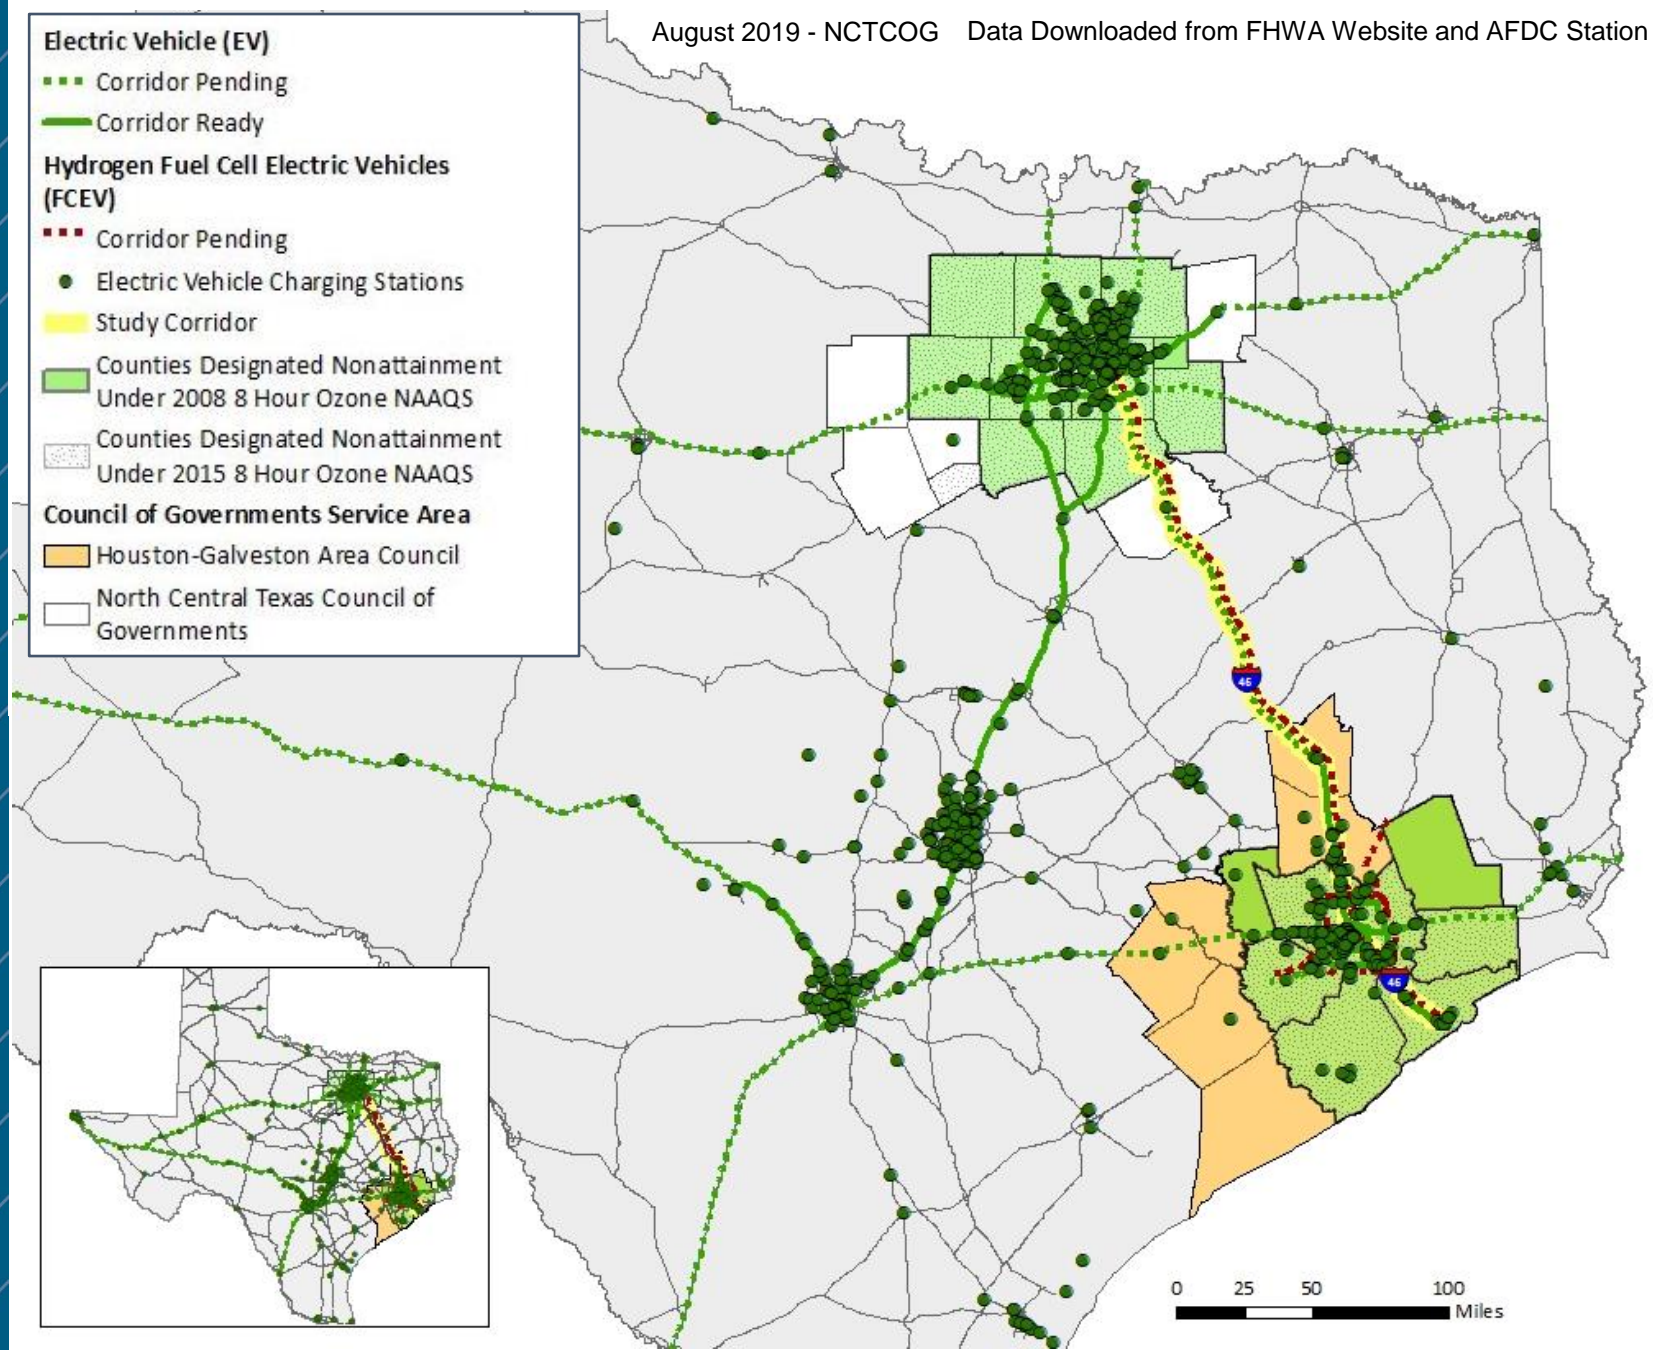 August 2019 - NCTCOG Data Downloaded from FHWA Website and AFDC Station
Electric Vehicle (EV)
Corridor Pending
Corridor Ready
Hydrogen Fuel Cell Electric Vehicles
(FCEV)
Corridor Pending
Electric Vehicle Charging Stations
Study Corridor
Counties Designated Nonattainment
Under 2008 8 Hour Ozone NAAQS
Counties Designated Nonattainment
Under 2015 8 Hour Ozone NAAQS
Council of Governments Service Area
Houston-Galveston Area Council
North Central Texas Council of
Governments
45
45
0 25 50 100
Miles